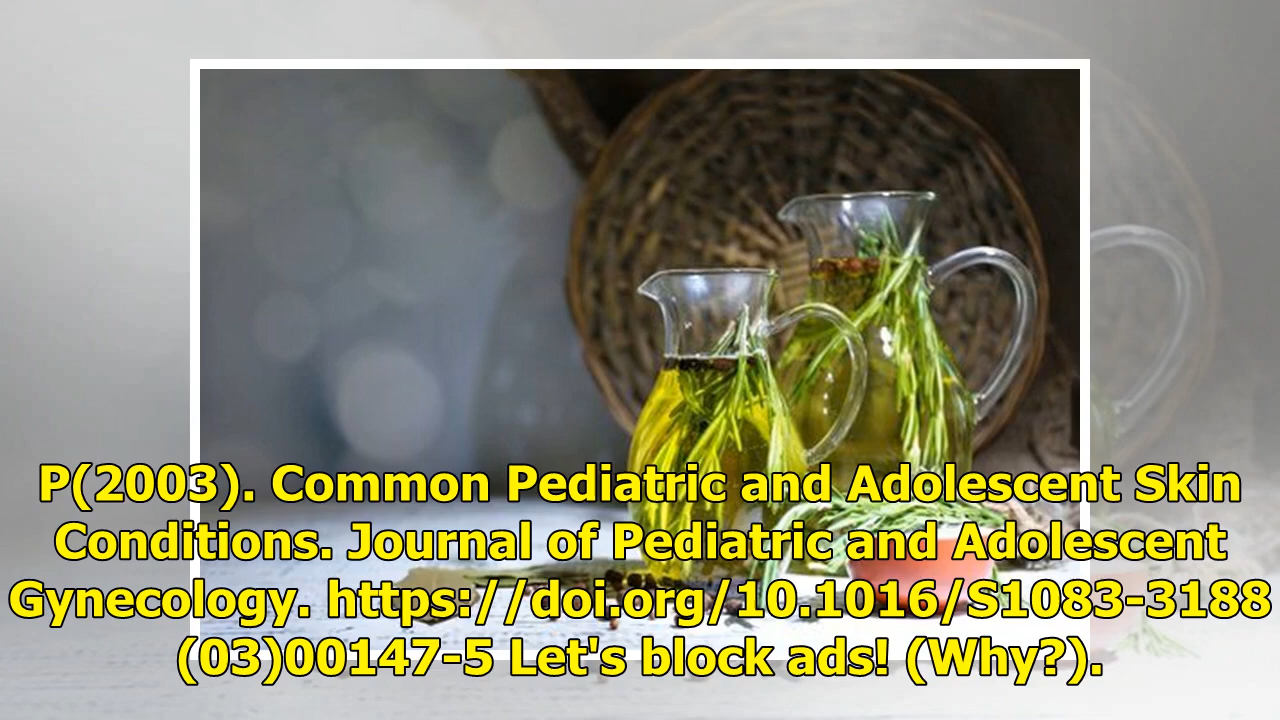 P(2003). Common Pediatric and Adolescent Skin
Conditions. Journal of Pediatric and Adolescent
Gynecology. https://doi.org/10.1016/S1083-3188
(03)00147-5 Let's block ads! (Why?).